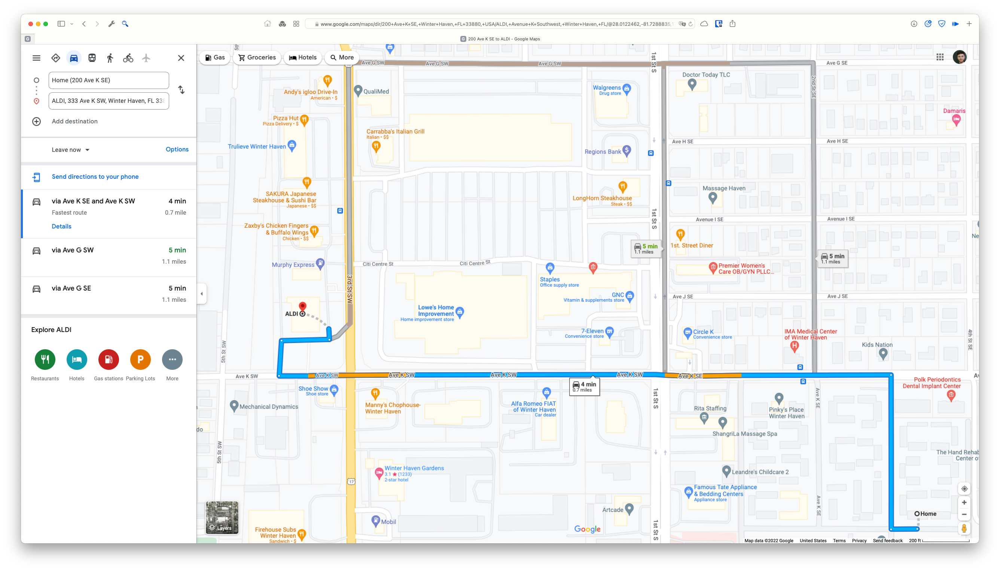 www.google.com/maps/dir/200+Ave+K+SE,+Winter+Haven,+FL+33880,+USA/ALDI,+Avenue+K+Southwest,+Winter+Haven,+FL/@28.0122462,-81.7288835,1
G
G 200 Ave K SE to ALDI - Google Maps
Home (200 Ave K SE)
ALDI, 333 Ave K SW, Winter Haven, FL 338
Add destination
Leave now
Options
Send directions to your phone
via Ave K SE and Ave K SW
4 min
Fastest route
0.7 mile
Details
via Ave G SW
5 min
1.1 miles
via Ave G SE
5 min
1.1 miles
Explore ALDI
Restaurants
Hotels
Gas stations
P
Parking Lots
More
Gas
Groceries
Hotels
More
5th
Ave G SW
Ave G SW
Ave G SW
1st St S
Ave G SE
Doctor Today TLC
2nd St SE
Andy's igloo Drive-In
American • $
QualiMed
Walgreens
Drug store
Damaris
Pizza Hut
Pizza Delivery • $
Carrabba's Italian Grill
Italian • $$
Ave H SE
Ave H SE
Trulieve Winter Haven
Regions Bank
$
SAKURA Japanese
Steakhouse & Sushi Bar
Japanese • $$
LongHorn Steakhouse
Steak • $$
Massage Haven
1st St S
Avenue I SE
Avenue I SE
Zaxby's Chicken Fingers
& Buffalo Wings
Chicken • $$
Ne
1st. Street Diner
5 min
1.1 miles
5 min
1.1 miles
Murphy Express
Citi Centre St
Citi Centre St
Premier Women's
Care OB/GYN PLLC...
3rd St SW
Staples
Office supply store
GNC
Vitamin & supplements store
Ave J SE
Ave J SE
ALDI
Lowe's Home
Improvement
Home improvement store
7-Eleven
Convenience store
Circle K
Convenience store
IMA Medical Center
of Winter Haven
H
Kids Nation
4th St SE
5th St SW
Ave K SW
Ave K SW
Ave K SW
Ave K SW
Ave K SW
Ave K SE
Av
4 min
0.7 miles
Polk Periodontics
Dental Implant Center
Shoe Show
Shoe store
Mechanical Dynamics
Manny's Chophouse-
Winter Haven
Alfa Romeo FIAT
of Winter Haven
Car dealer
1st St S
Rita Staffing
Pinky's Place
Winter Haven
Ave K SE
ShangriLa Massage Spa
do
5th St SW
The Hand Rehab
Center o
Winter Haven Gardens
3.1 ★ (1233)
2-star hotel
17
Leandre's Childcare 2
Famous Tate Appliance
& Bedding Centers
Appliance store
Ave K SE
Artcade
Home
Mobil
Layers
Firehouse Subs
Winter Haven
Sandwich • $
Google
1st St S
Map data ©2022 Google
United States
Terms
Privacy
Send feedback
200 ft